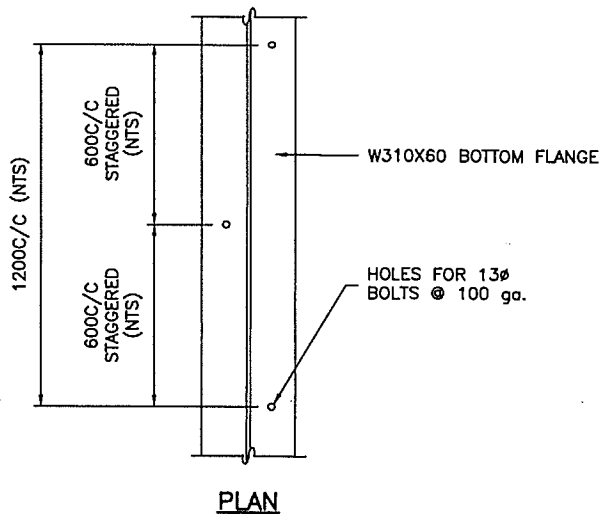 1200C/C (NTS)
600C/C
STAGGERED
(NTS)
600C/C
STAGGERED
(NTS)
W310X60 BOTTOM FLANGE
HOLES FOR 13ø
BOLTS @ 100 ga.
PLAN